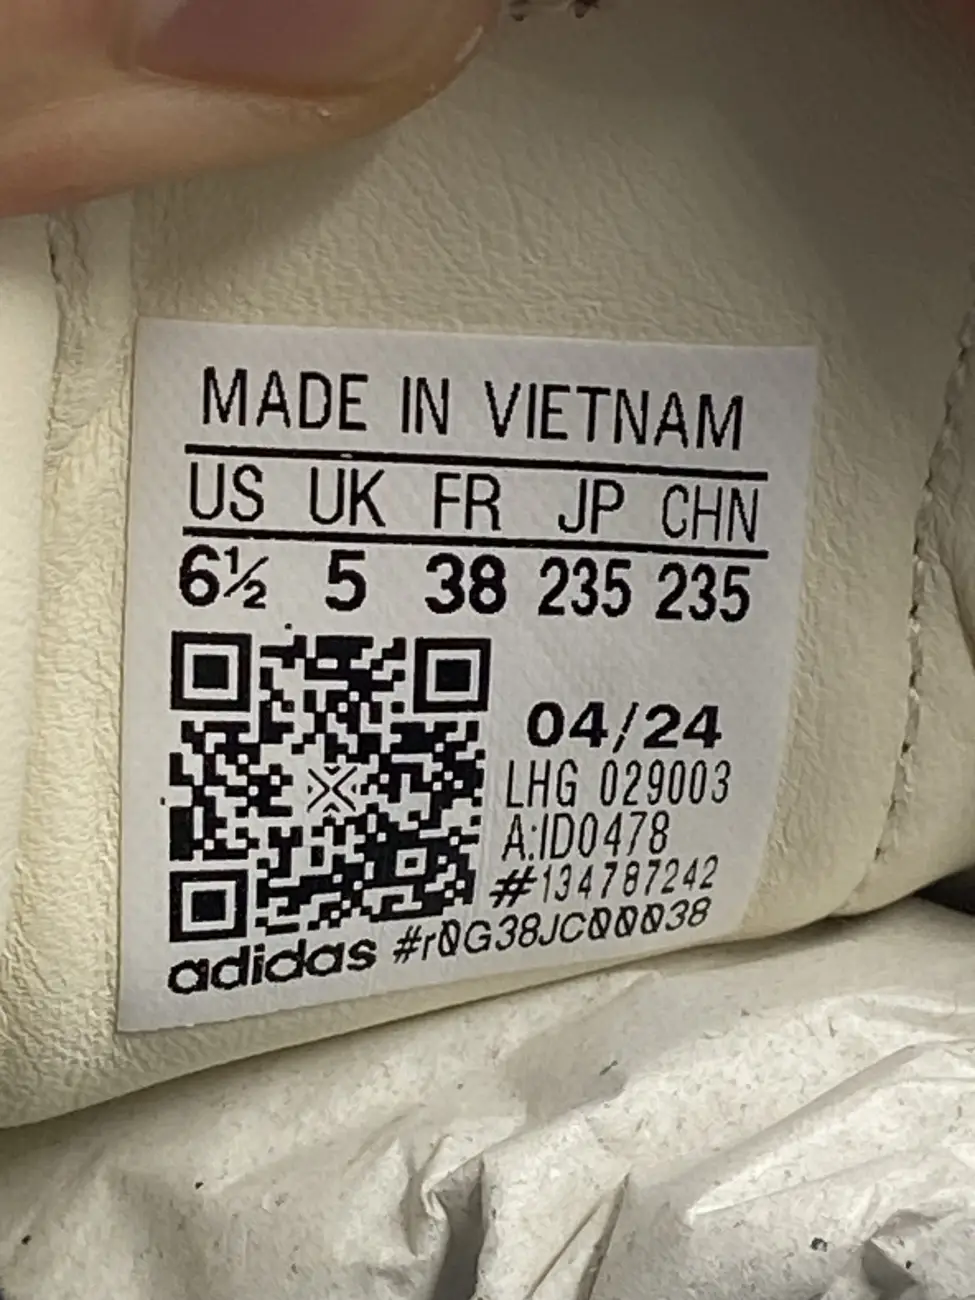 MADE IN VIETNAM
US UK FR JP CHN
6½ 5 38 235 235
04/24
LHG 029003
A:ID0478
#134787242
adidas #r0G38JC00038